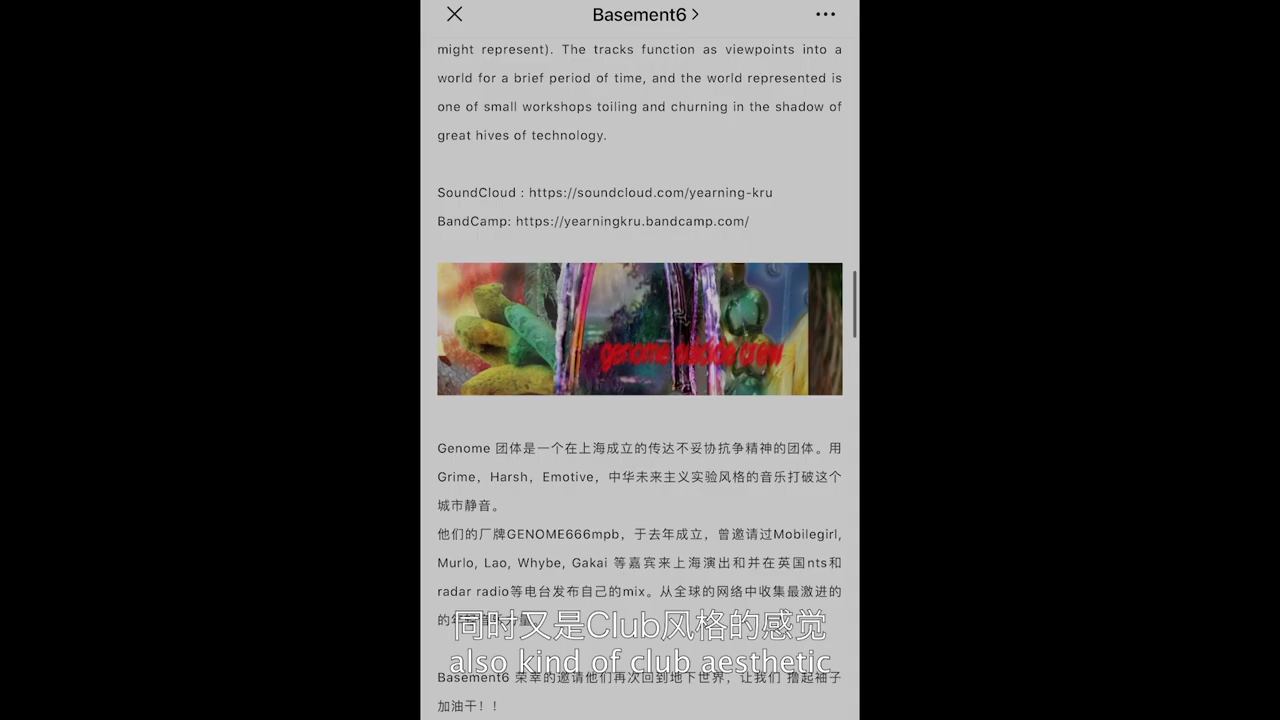 Basement6
might represent). The tracks function as viewpoints into a
world for a brief period of time, and the world represented is
one of small workshops toiling and churning in the shadow of
great hives of technology.
SoundCloud : https://soundcloud.com/yearning-kru
BandCamp: https://yearningkru.bandcamp.com/
genome suicide crew
Genome 团体是一个在上海成立的传达不妥协抗争精神的团体。用
Grime，Harsh，Emotive，中华未来主义实验风格的音乐打破这个
城市静音。
他们的厂牌GENOME666mpb，于去年成立，曾邀请过Mobilegirl,
Murlo, Lao, Whybe, Gakai 等嘉宾来上海演出和并在英国nts和
radar radio等电台发布自己的mix。从全球的网络中收集最激进的
同时又是Club风格的感觉
also kind of club aesthetic
Basement6 荣幸的邀请他们再次回到地下世界，让我们 撸起袖子
加油干！！